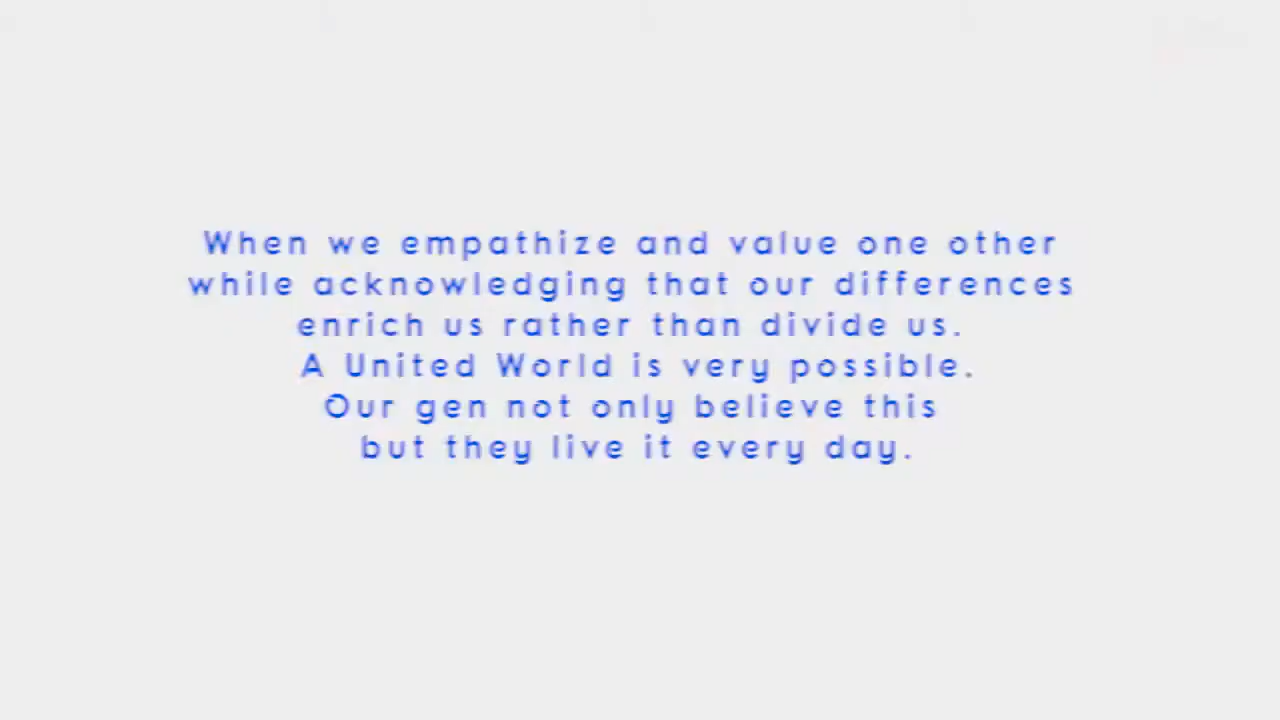 When we empathize and value one other
while acknowledging that our differences
enrich us rather than divide us.
A United World is very possible.
Our gen not only believe this
but they live it every day.